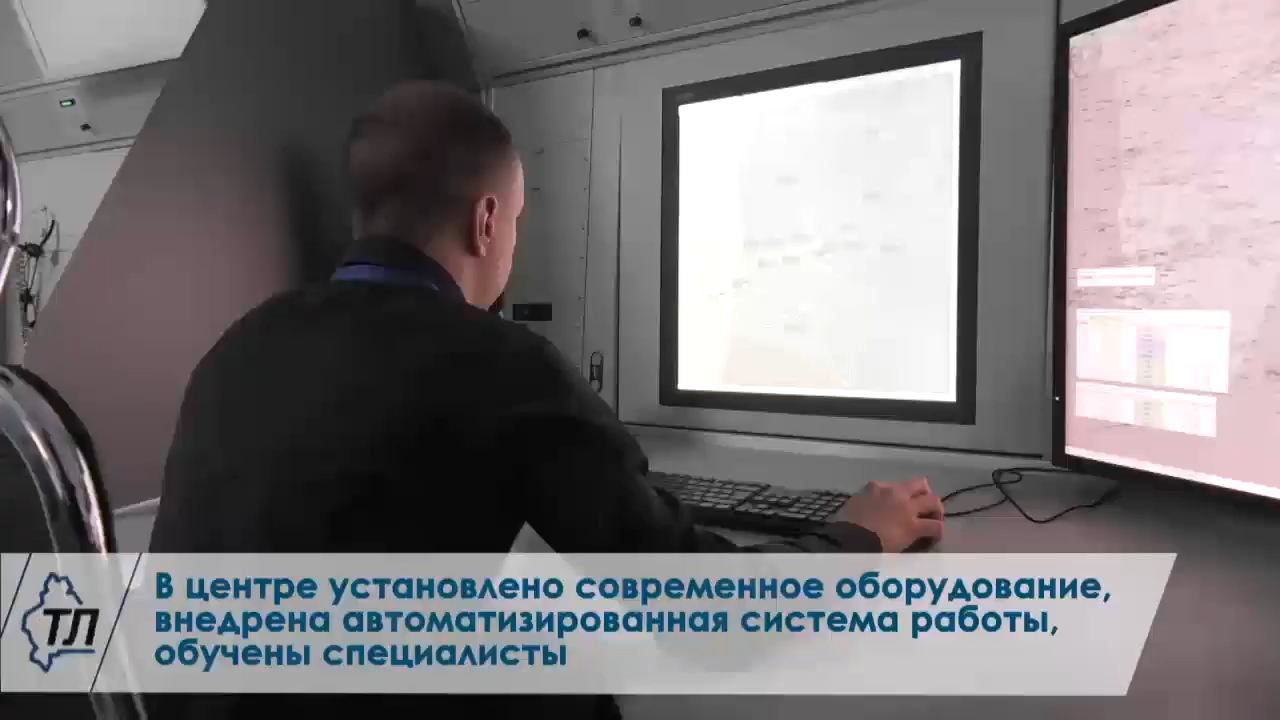 В центре установлено современное оборудование,
внедрена автоматизированная система работы,
обучены специалисты
ТЛ